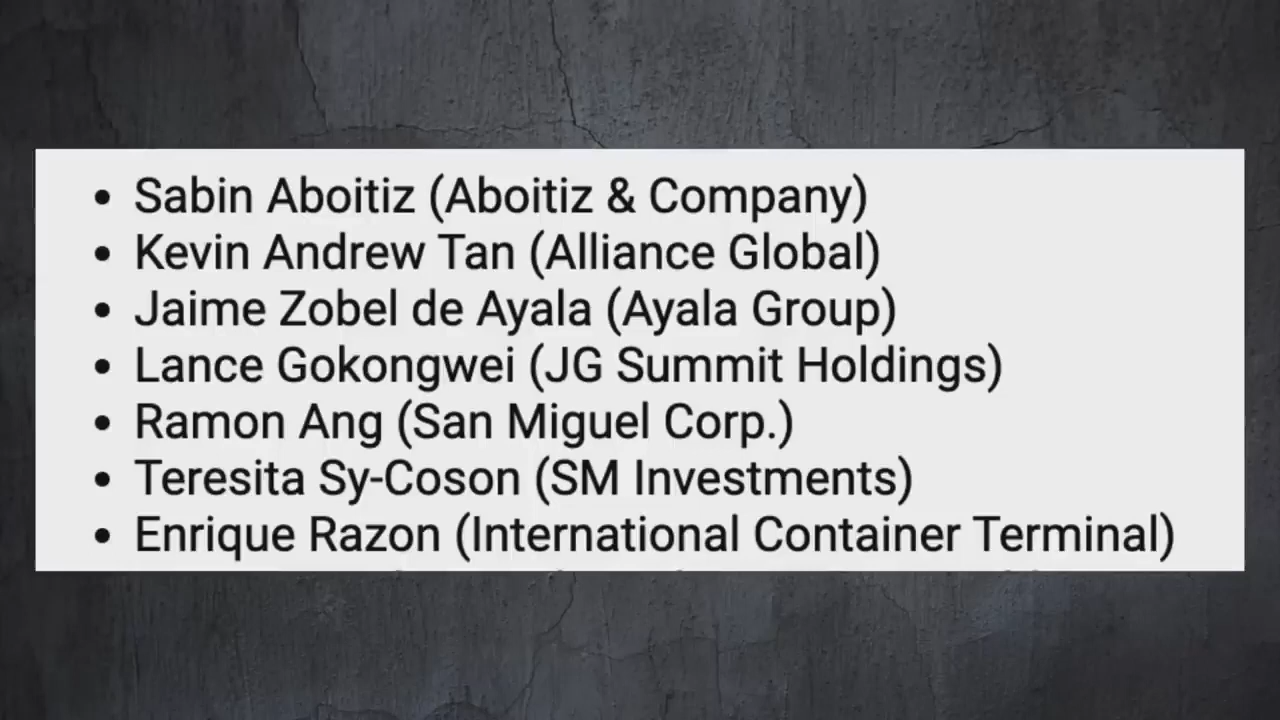 • Sabin Aboitiz (Aboitiz & Company)
• Kevin Andrew Tan (Alliance Global)
• Jaime Zobel de Ayala (Ayala Group)
• Lance Gokongwei (JG Summit Holdings)
• Ramon Ang (San Miguel Corp.)
• Teresita Sy-Coson (SM Investments)
• Enrique Razon (International Container Terminal)